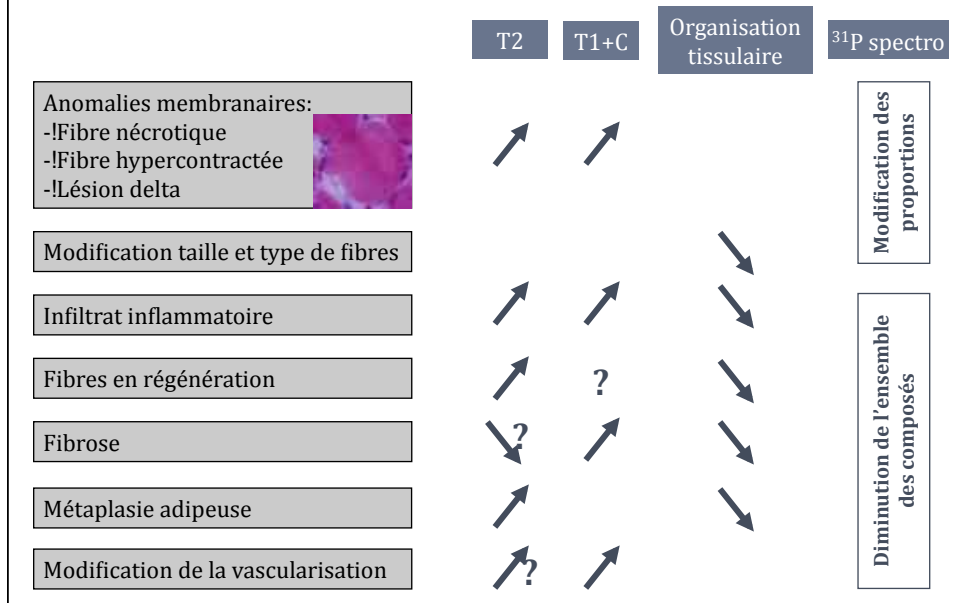 T2
T1+C
Organisation
tissulaire
³¹P spectro
Anomalies membranaires:
-!Fibre nécrotique
-!Fibre hypercontractée
-!Lésion delta
Modification des
proportions
Modification taille et type de fibres
Infiltrat inflammatoire
Fibres en régénération
?
Fibrose
?
Métaplasie adipeuse
Modification de la vascularisation
?
Diminution de l'ensemble
des composés